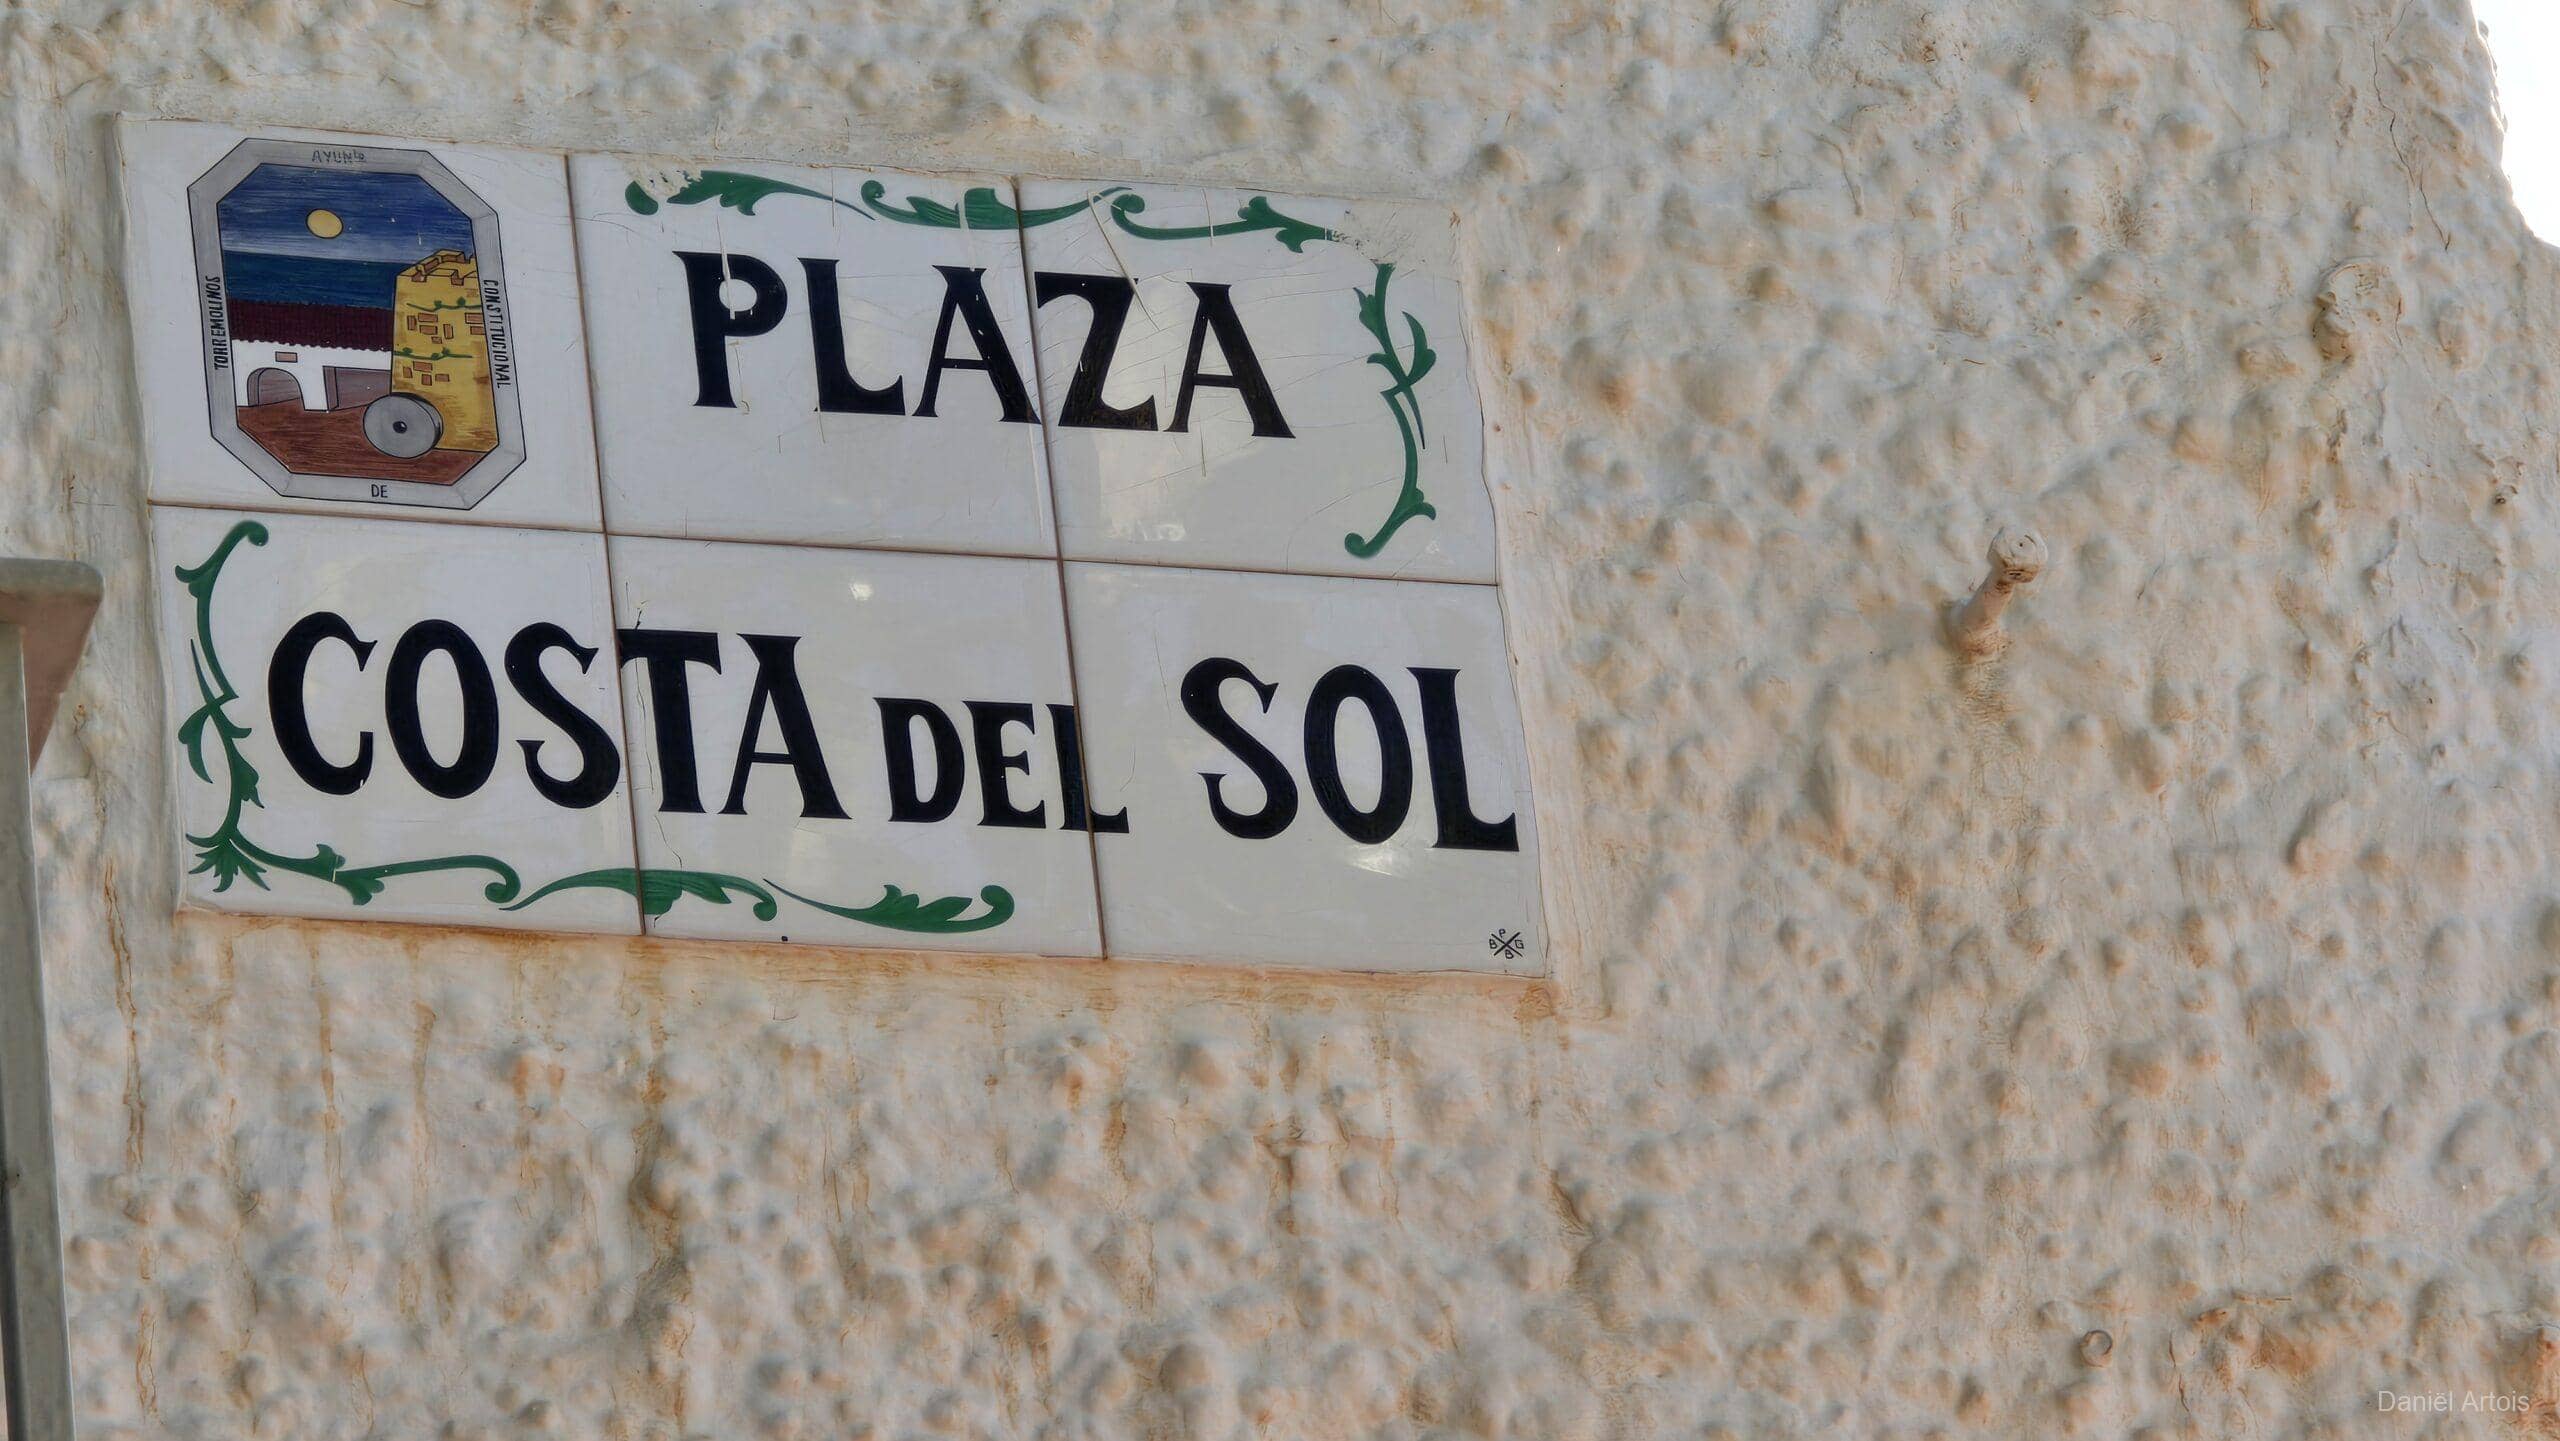 AYUNTº
CONSTITUCIONAL
DE
TORREMOLINOS
PLAZA
COSTA DEL SOL
P
B G
B
Daniël Artois